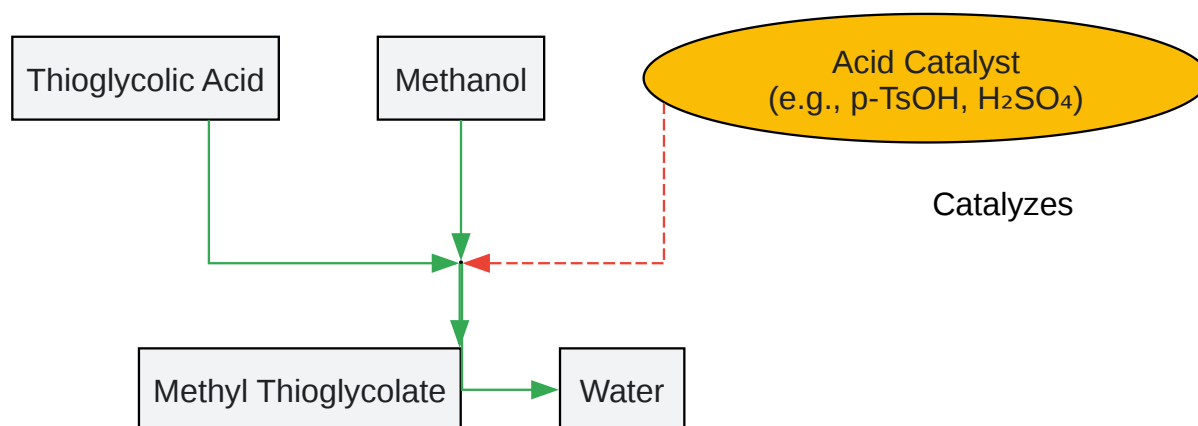 Thioglycolic Acid
Methanol
Acid Catalyst
(e.g., p-TsOH, H₂SO₄)
Catalyzes
Methyl Thioglycolate
Water